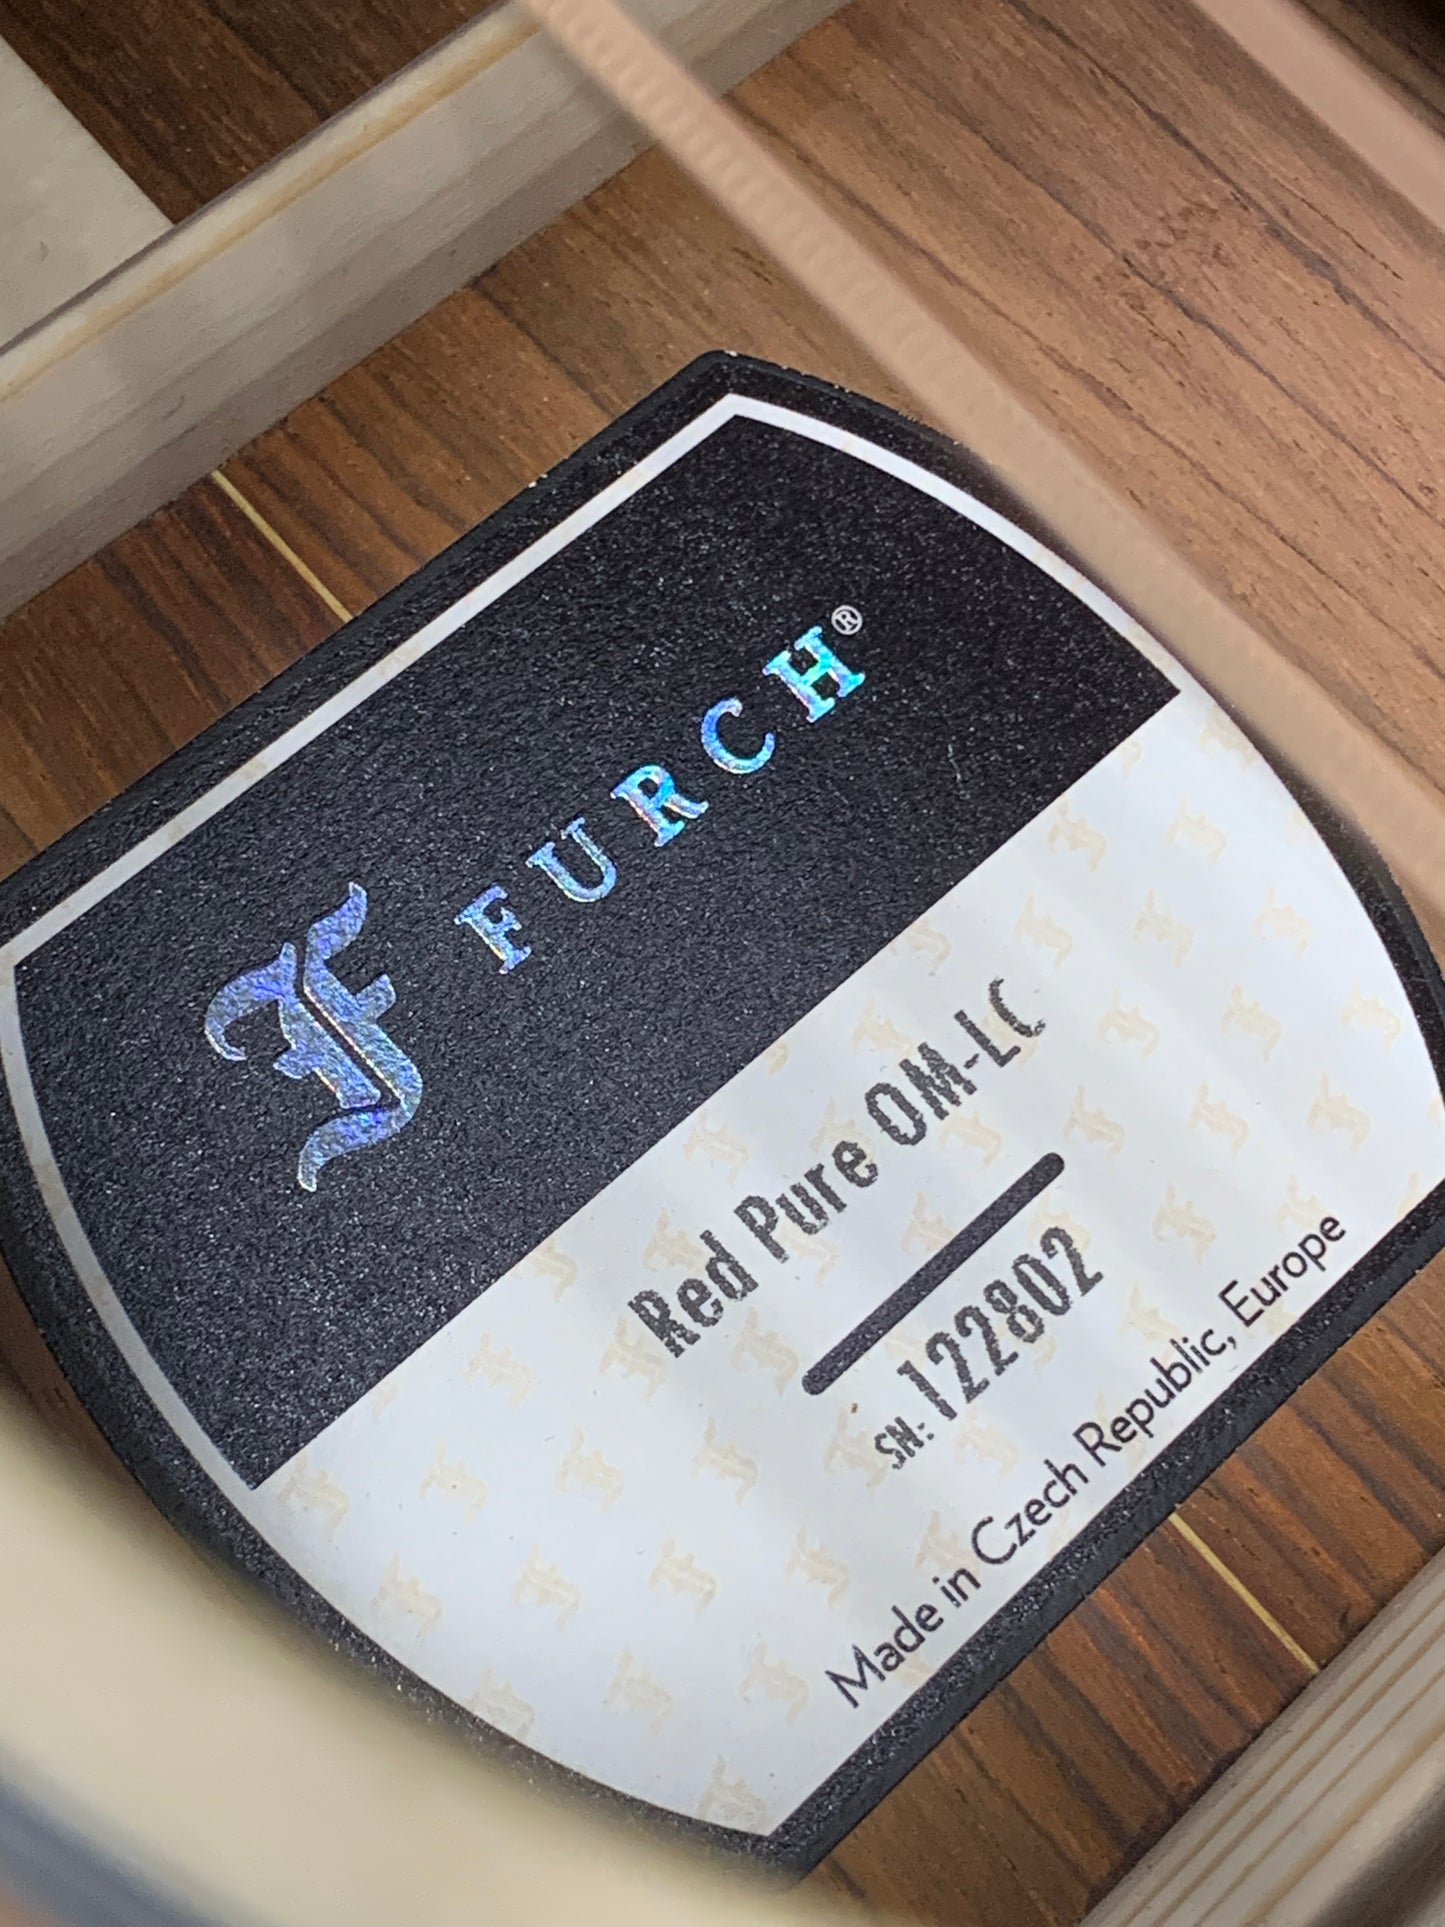 F FURCH®
Red Pure OM-LC
SN: 122802
Made in Czech Republic, Europe